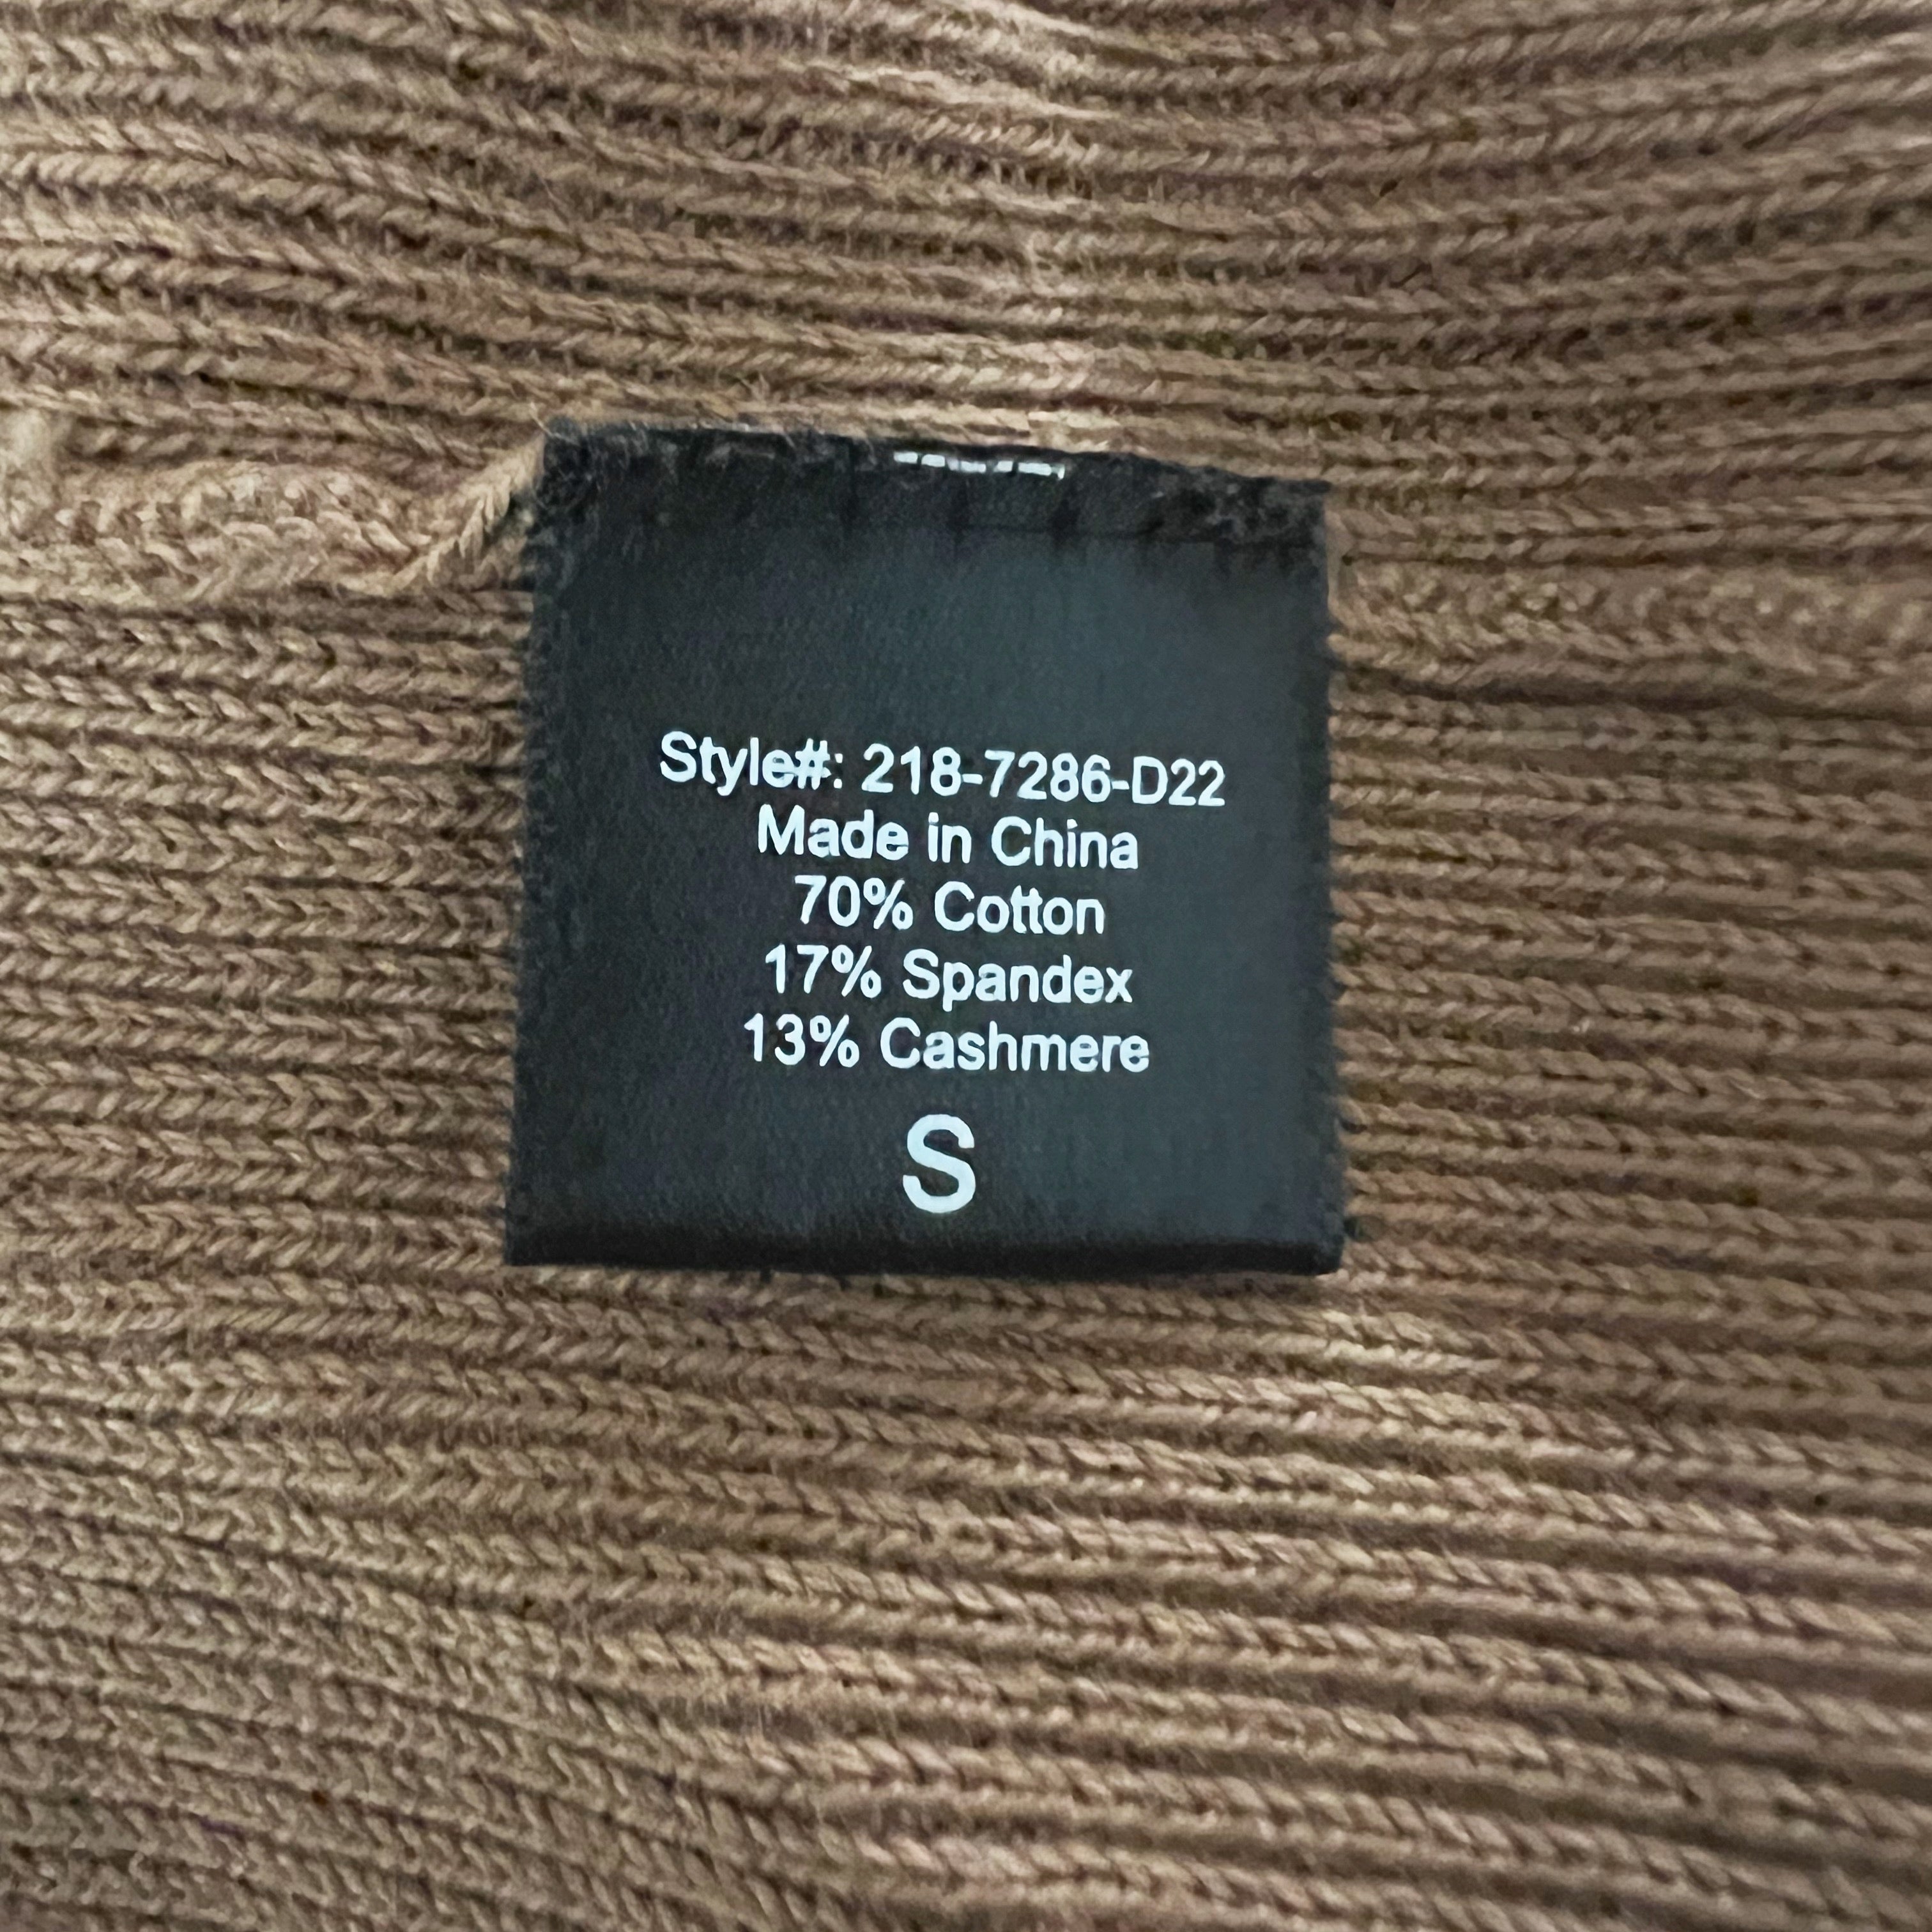 Style#: 218-7286-D22
Made in China
70% Cotton
17% Spandex
13% Cashmere
S